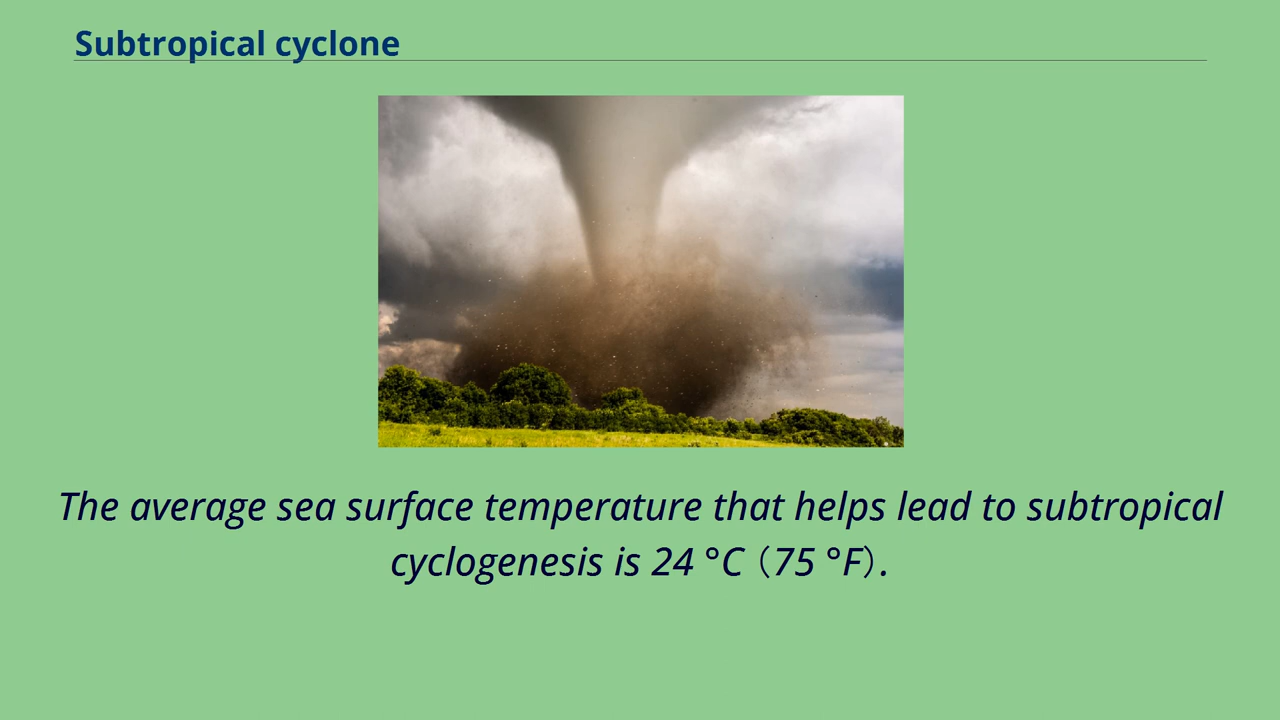 Subtropical cyclone
The average sea surface temperature that helps lead to subtropical
cyclogenesis is 24 °C（75 °F）.